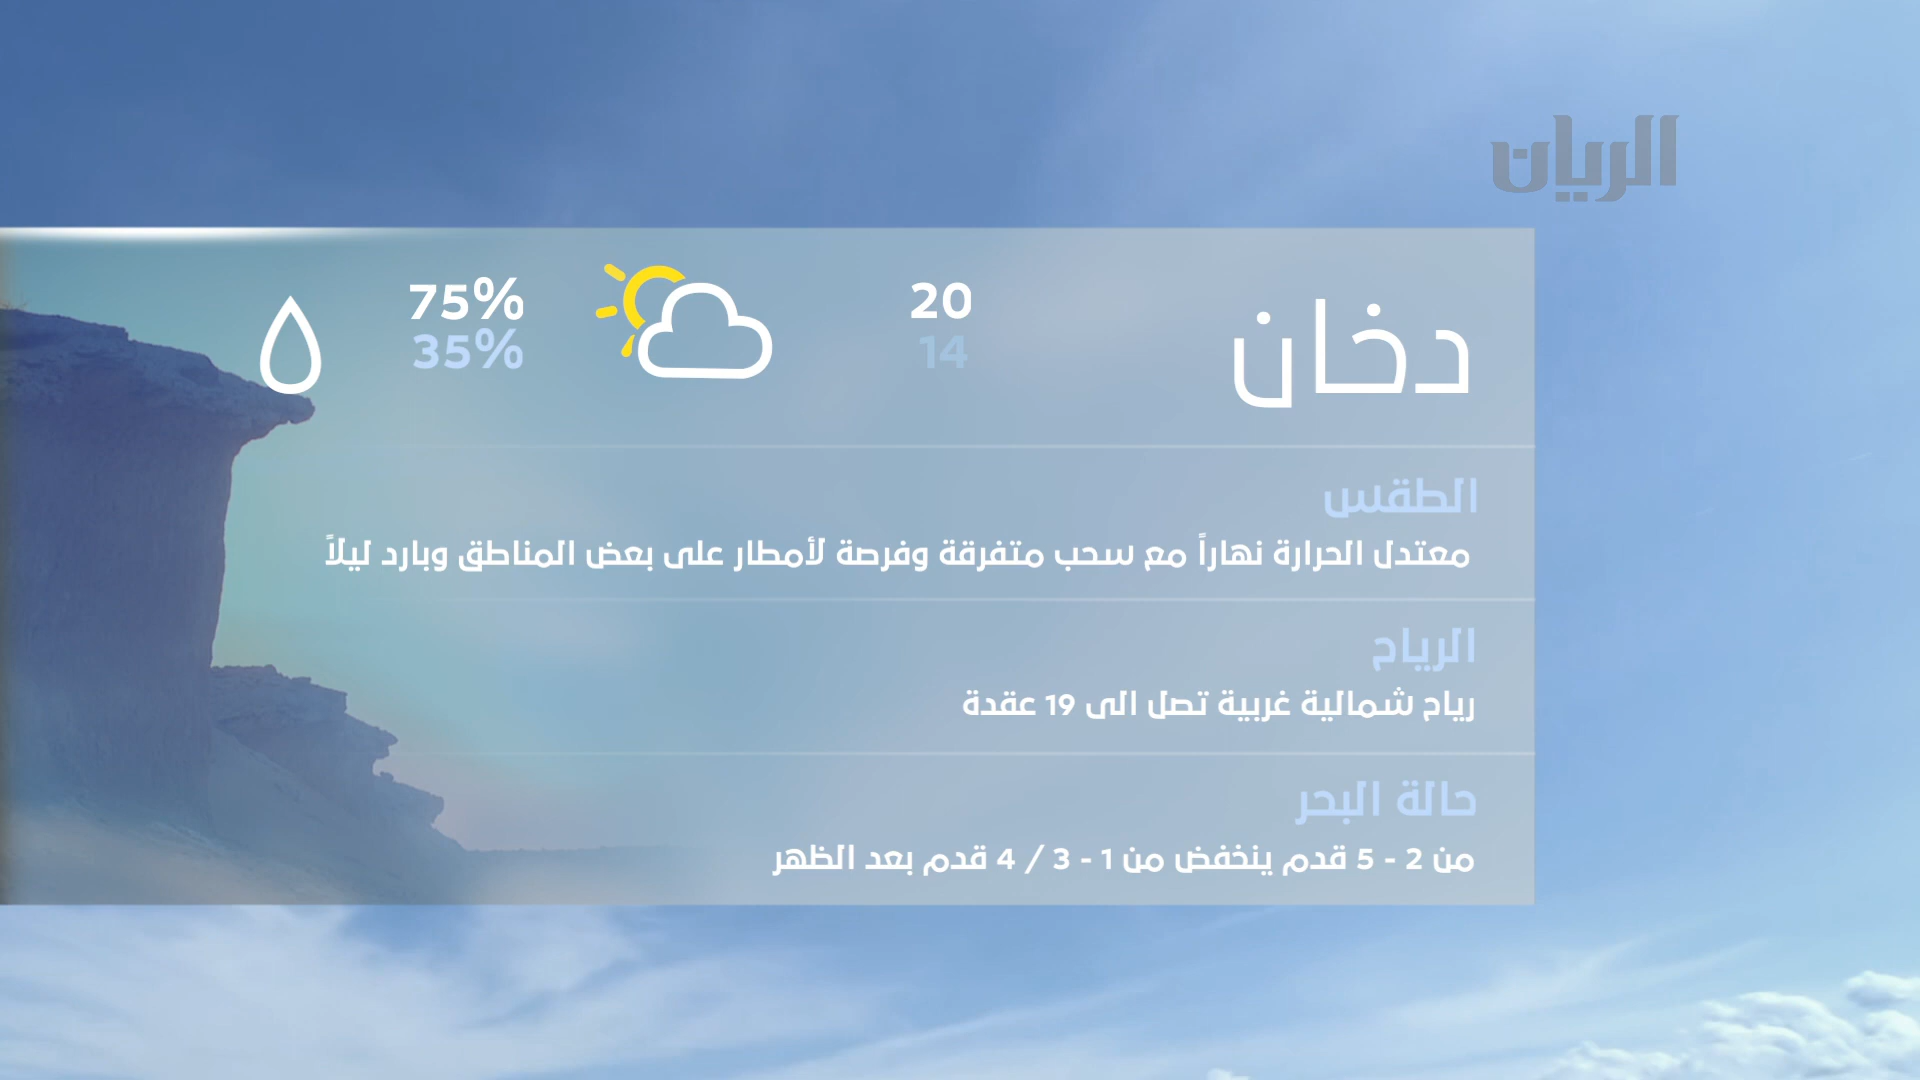 الريان
دخان
20
75%
14
35%
الطقس
معتدل الحرارة نهاراً مع سحب متفرقة وفرصة لأمطار على بعض المناطق وبارد ليلاً
الرياح
رياح شمالية غربية تصل الى 19 عقدة
حالة البحر
من 2 - 5 قدم ينخفض من 1 - 3 / 4 قدم بعد الظهر